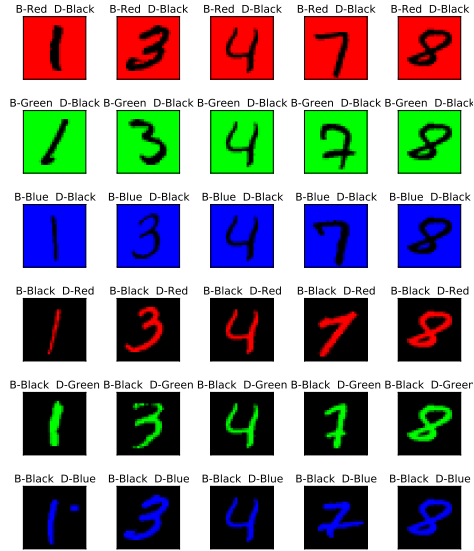 B-Red D-Black B-Red D-Black B-Red D-Black B-Red D-Black B-Red D-Black
1 3 4 7 8
B-Green D-Black B-Green D-Black B-Green D-Black B-Green D-Black B-Green D-Black
1 3 4 7 8
B-Blue D-Black B-Blue D-Black B-Blue D-Black B-Blue D-Black B-Blue D-Black
1 3 4 7 8
B-Black D-Red B-Black D-Red B-Black D-Red B-Black D-Red B-Black D-Red
1 3 4 7 8
B-Black D-Green B-Black D-Green B-Black D-Green B-Black D-Green B-Black D-Green
1 3 4 7 8
B-Black D-Blue B-Black D-Blue B-Black D-Blue B-Black D-Blue B-Black D-Blue
1 3 4 7 8